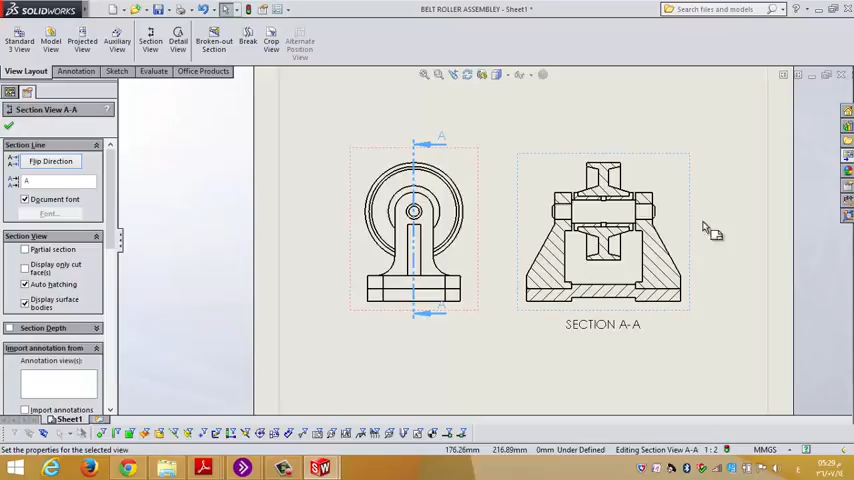 SOLIDWORKS
BELT ROLLER ASSEMBLEY - Sheet1 *
Search files and models
Standard 3 View
Model View
Projected View
Auxiliary View
Section View
Detail View
Broken-out Section
Break
Crop View
Alternate Position View
View Layout
Annotation
Sketch
Evaluate
Office Products
Section View A-A
?
Section Line
Flip Direction
A
Document font
Font...
Section View
Partial section
Display only cut face(s)
Auto hatching
Display surface bodies
Section Depth
Import annotations from
Annotation view(s):
Import annotations
A
A
SECTION A-A
Sheet1
Set the properties for the selected view
176.26mm
216.89mm
0mm
Under Defined
Editing Section View A-A
1 : 2
MMGS
05:29 م